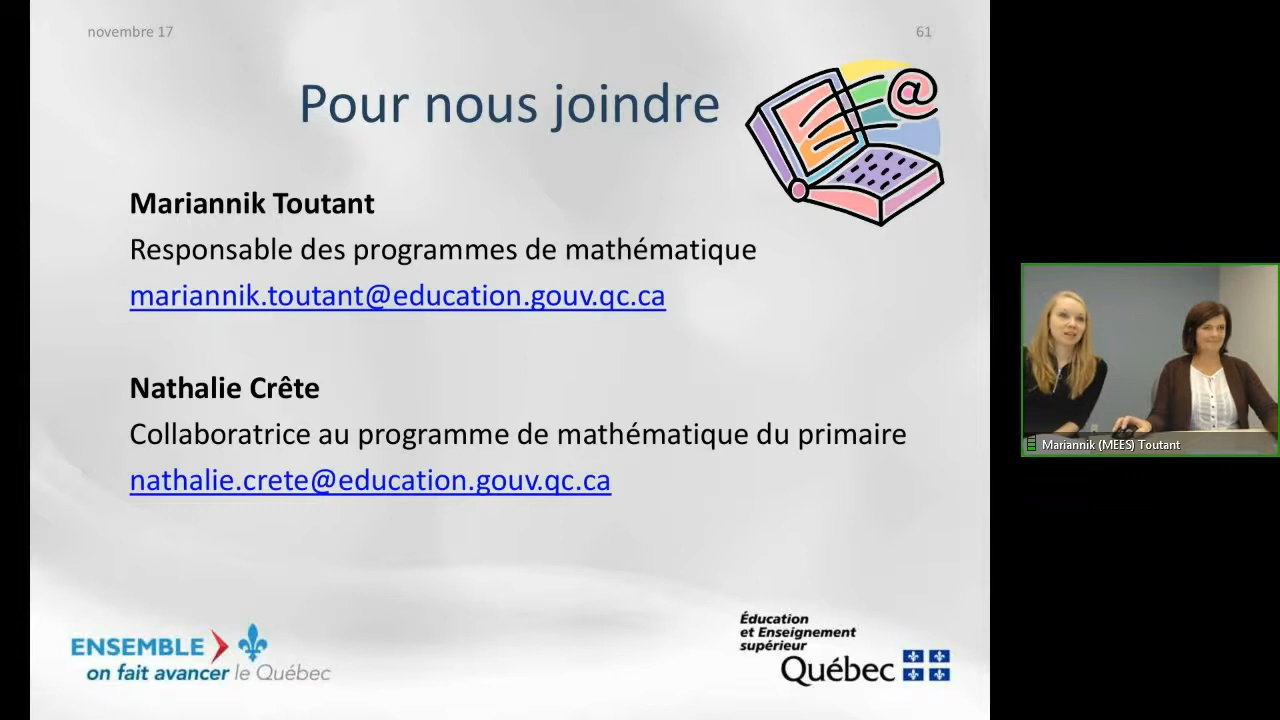 novembre 17
61
Pour nous joindre
@
Mariannik Toutant
Responsable des programmes de mathématique
mariannik.toutant@education.gouv.qc.ca
Nathalie Crête
Collaboratrice au programme de mathématique du primaire
nathalie.crete@education.gouv.qc.ca
Mariannik (MEES) Toutant
ENSEMBLE
on fait avancer le Québec
Éducation
et Enseignement
supérieur
Québec